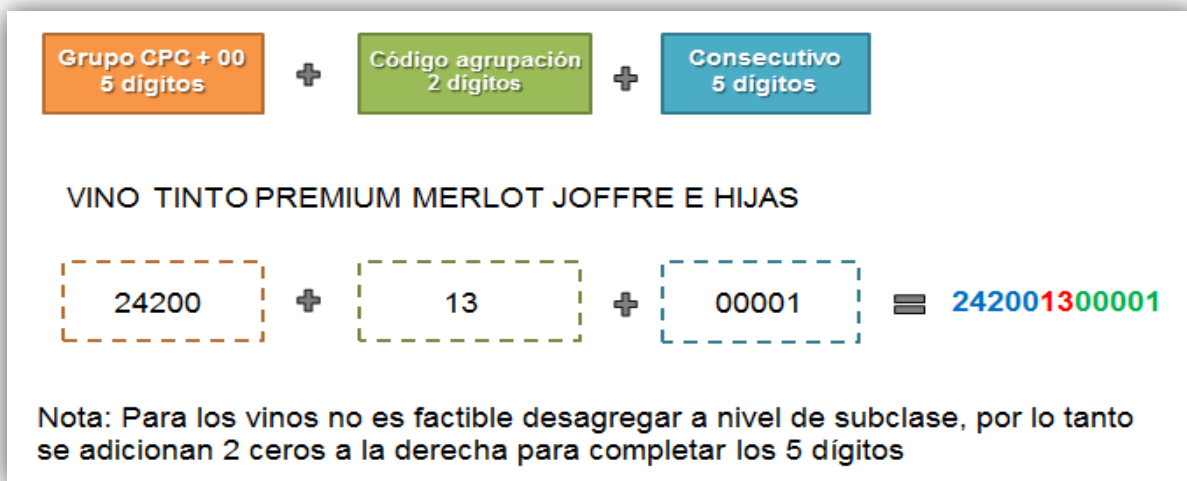 Grupo CPC + 00
5 dígitos
Código agrupación
2 dígitos
Consecutivo
5 dígitos
VINO TINTO PREMIUM MERLOT JOFFRE E HIJAS
24200
13
00001
242001300001
Nota: Para los vinos no es factible desagregar a nivel de subclase, por lo tanto
se adicionan 2 ceros a la derecha para completar los 5 dígitos